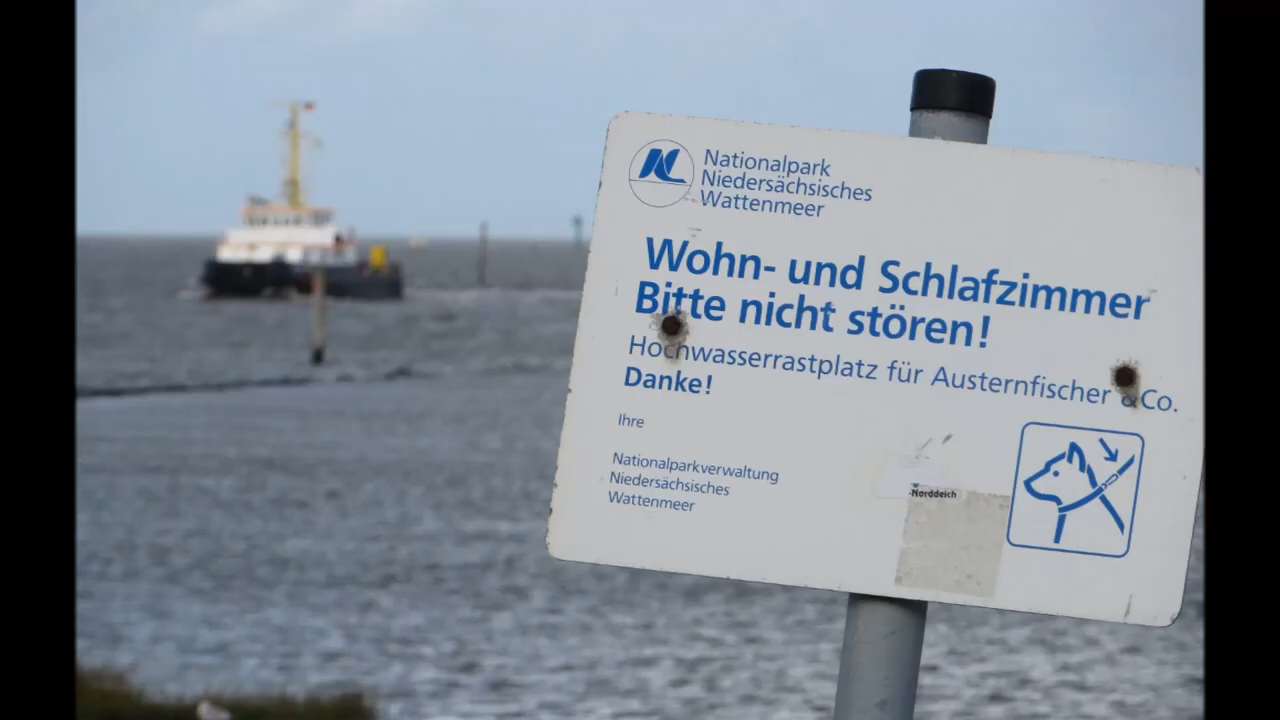 Nationalpark
Niedersächsisches
Wattenmeer
Wohn- und Schlafzimmer
Bitte nicht stören!
Hochwasserrastplatz für Austernfischer & Co.
Danke!
Ihre
Nationalparkverwaltung
Niedersächsisches
Wattenmeer
Norddeich